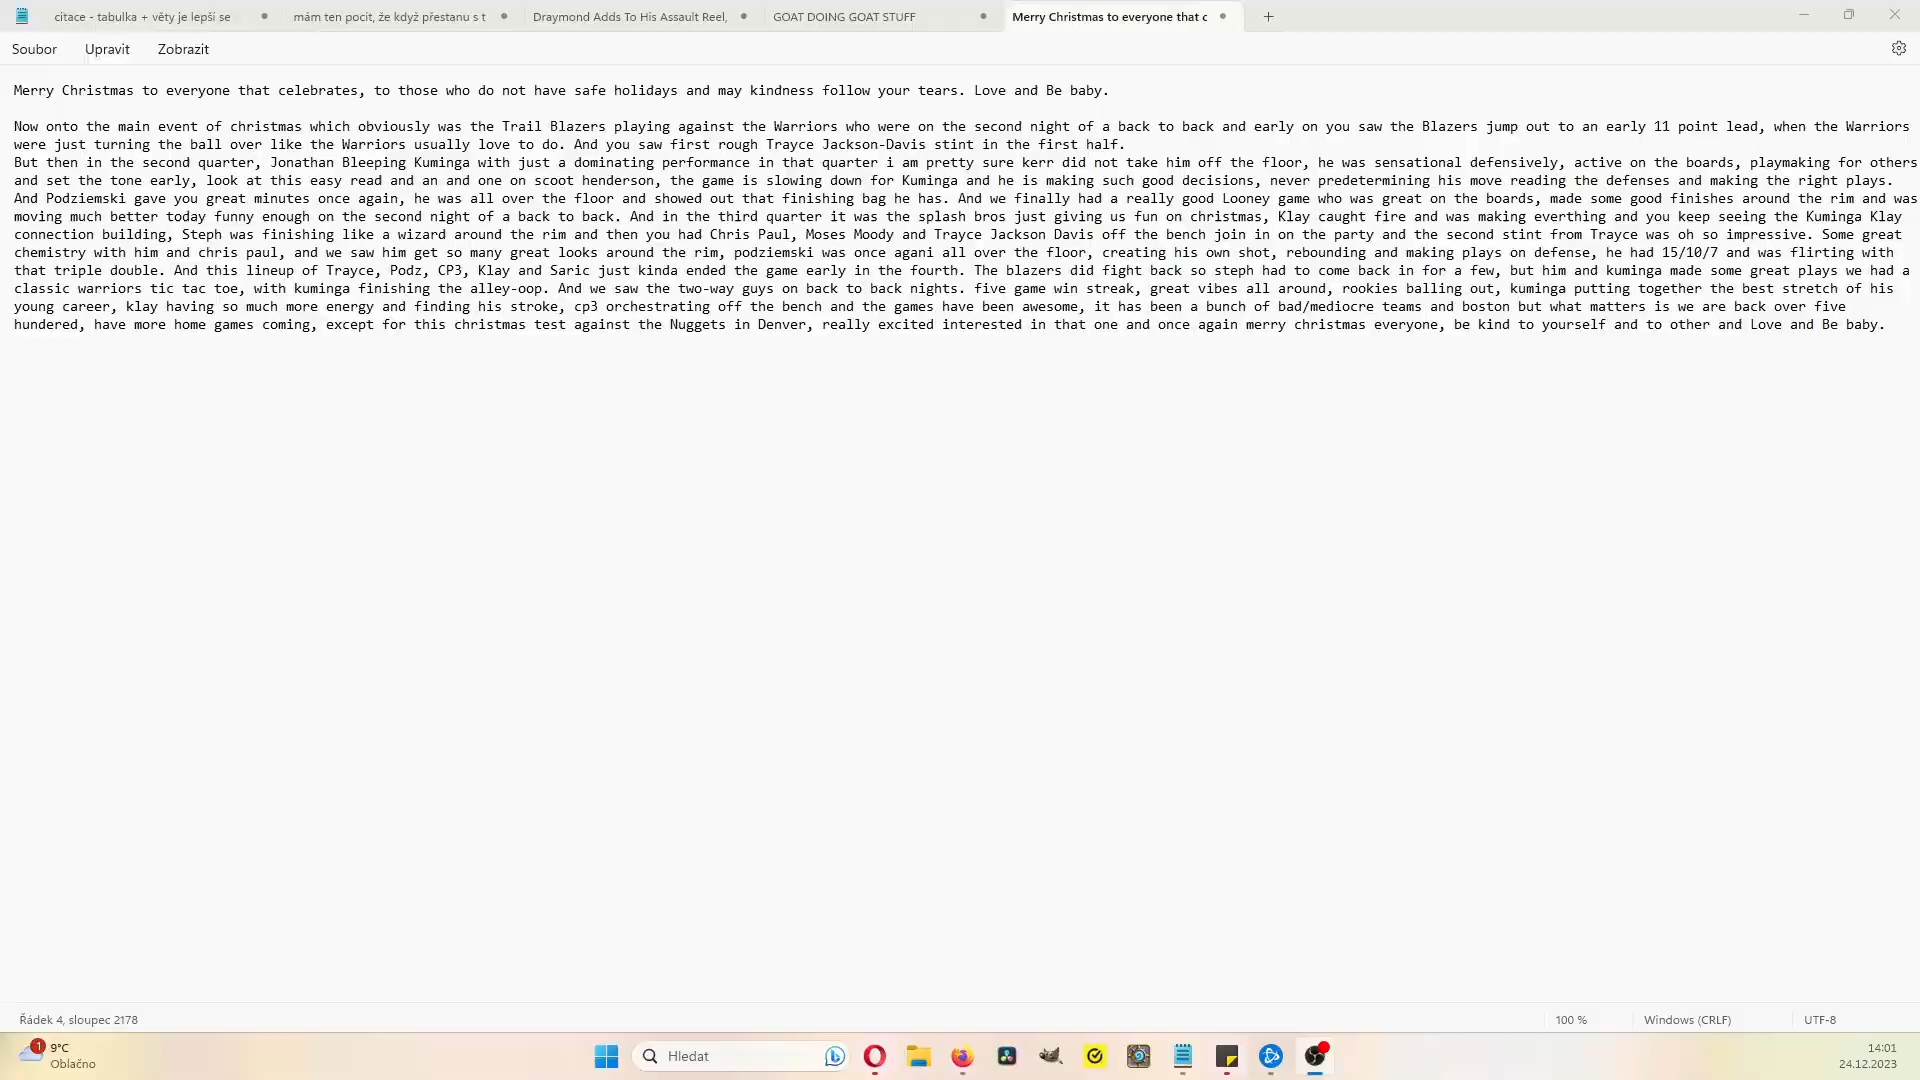 citace - tabulka + věty je lepší se
mám ten pocit, že když přestanu s t
Draymond Adds To His Assault Reel,
GOAT DOING GOAT STUFF
Merry Christmas to everyone that c
Soubor
Upravit
Zobrazit
Merry Christmas to everyone that celebrates, to those who do not have safe holidays and may kindness follow your tears. Love and Be baby.
Now onto the main event of christmas which obviously was the Trail Blazers playing against the Warriors who were on the second night of a back to back and early on you saw the Blazers jump out to an early 11 point lead, when the Warriors
were just turning the ball over like the Warriors usually love to do. And you saw first rough Trayce Jackson-Davis stint in the first half.
But then in the second quarter, Jonathan Bleeping Kuminga with just a dominating performance in that quarter i am pretty sure kerr did not take him off the floor, he was sensational defensively, active on the boards, playmaking for others
and set the tone early, look at this easy read and an and one on scoot henderson, the game is slowing down for Kuminga and he is making such good decisions, never predetermining his move reading the defenses and making the right plays.
And Podziemski gave you great minutes once again, he was all over the floor and showed out that finishing bag he has. And we finally had a really good Looney game who was great on the boards, made some good finishes around the rim and was
moving much better today funny enough on the second night of a back to back. And in the third quarter it was the splash bros just giving us fun on christmas, Klay caught fire and was making everthing and you keep seeing the Kuminga Klay
connection building, Steph was finishing like a wizard around the rim and then you had Chris Paul, Moses Moody and Trayce Jackson Davis off the bench join in on the party and the second stint from Trayce was oh so impressive. Some great
chemistry with him and chris paul, and we saw him get so many great looks around the rim, podziemski was once agani all over the floor, creating his own shot, rebounding and making plays on defense, he had 15/10/7 and was flirting with
that triple double. And this lineup of Trayce, Podz, CP3, Klay and Saric just kinda ended the game early in the fourth. The blazers did fight back so steph had to come back in for a few, but him and kuminga made some great plays we had a
classic warriors tic tac toe, with kuminga finishing the alley-oop. And we saw the two-way guys on back to back nights. five game win streak, great vibes all around, rookies balling out, kuminga putting together the best stretch of his
young career, klay having so much more energy and finding his stroke, cp3 orchestrating off the bench and the games have been awesome, it has been a bunch of bad/mediocre teams and boston but what matters is we are back over five
hundered, have more home games coming, except for this christmas test against the Nuggets in Denver, really excited interested in that one and once again merry christmas everyone, be kind to yourself and to other and Love and Be baby.
Řádek 4, sloupec 2178
100 %
Windows (CRLF)
UTF-8
1
9°C
Oblačno
Hledat
14:01
24.12.2023